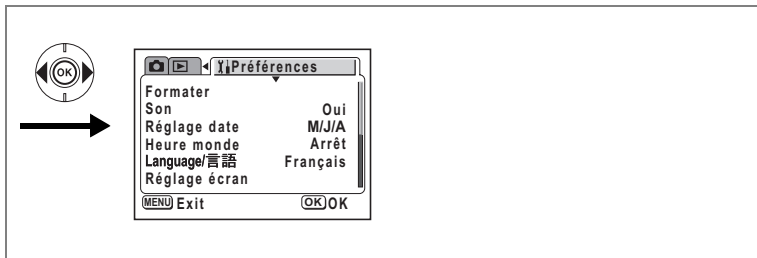 OK
Préférences
Formater
Son Oui
Réglage date M/J/A
Heure monde Arrêt
Language/言語 Français
Réglage écran
MENU Exit OK OK